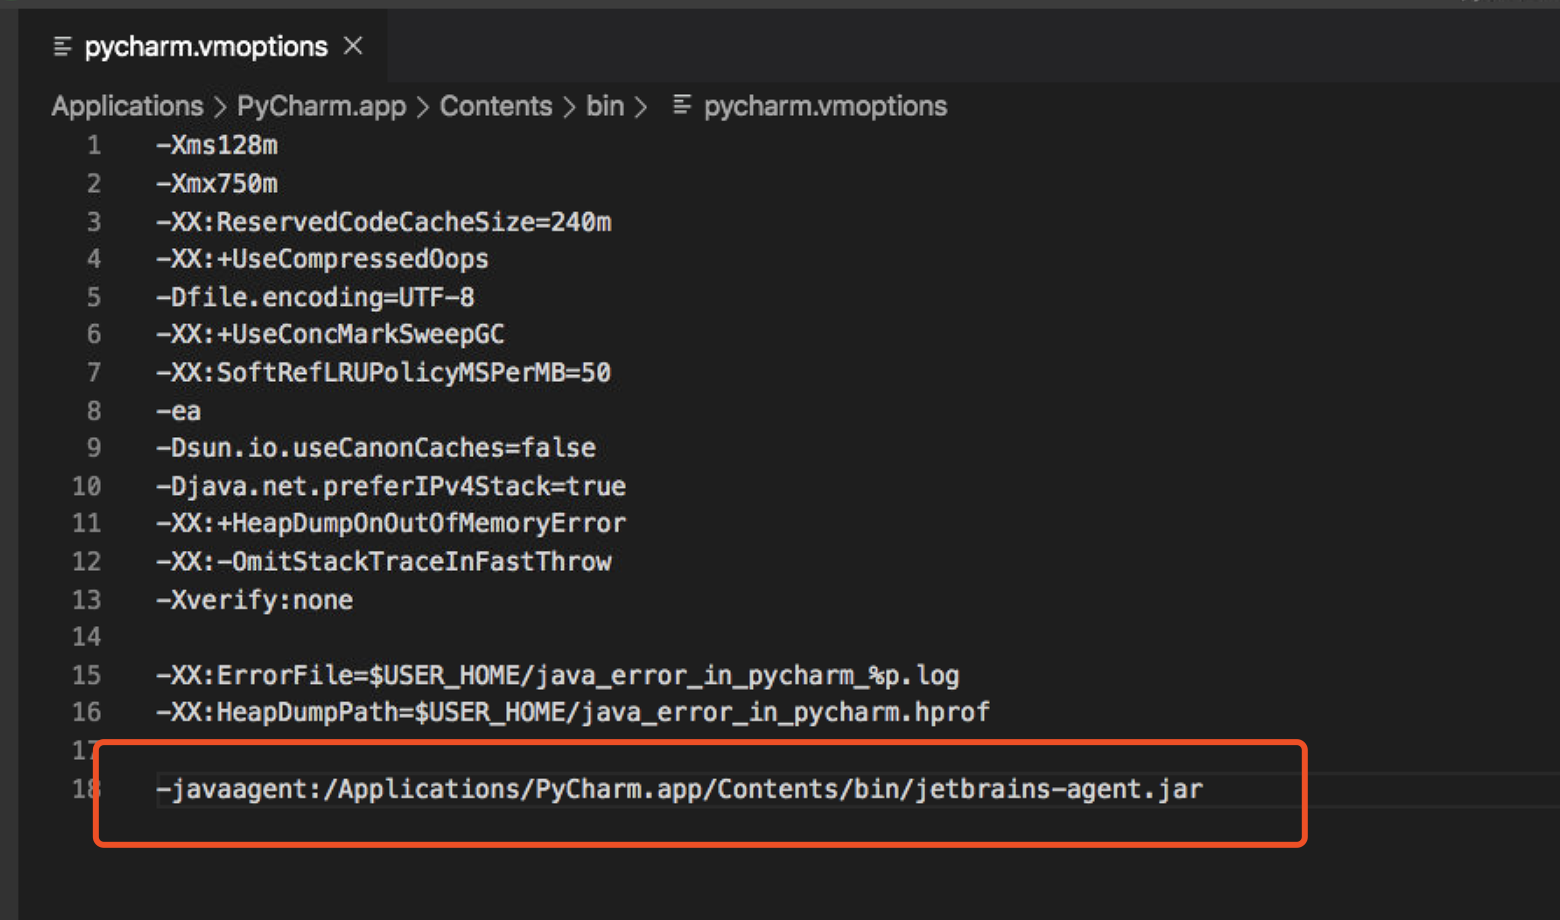 pycharm.vmoptions
Applications > PyCharm.app > Contents > bin > pycharm.vmoptions
1 -Xms128m
2 -Xmx750m
3 -XX:ReservedCodeCacheSize=240m
4 -XX:+UseCompressedOops
5 -Dfile.encoding=UTF-8
6 -XX:+UseConcMarkSweepGC
7 -XX:SoftRefLRUPolicyMSPerMB=50
8 -ea
9 -Dsun.io.useCanonCaches=false
10 -Djava.net.preferIPv4Stack=true
11 -XX:+HeapDumpOnOutOfMemoryError
12 -XX:-OmitStackTraceInFastThrow
13 -Xverify:none
14
15 -XX:ErrorFile=$USER_HOME/java_error_in_pycharm_%p.log
16 -XX:HeapDumpPath=$USER_HOME/java_error_in_pycharm.hprof
17
18 -javaagent:/Applications/PyCharm.app/Contents/bin/jetbrains-agent.jar